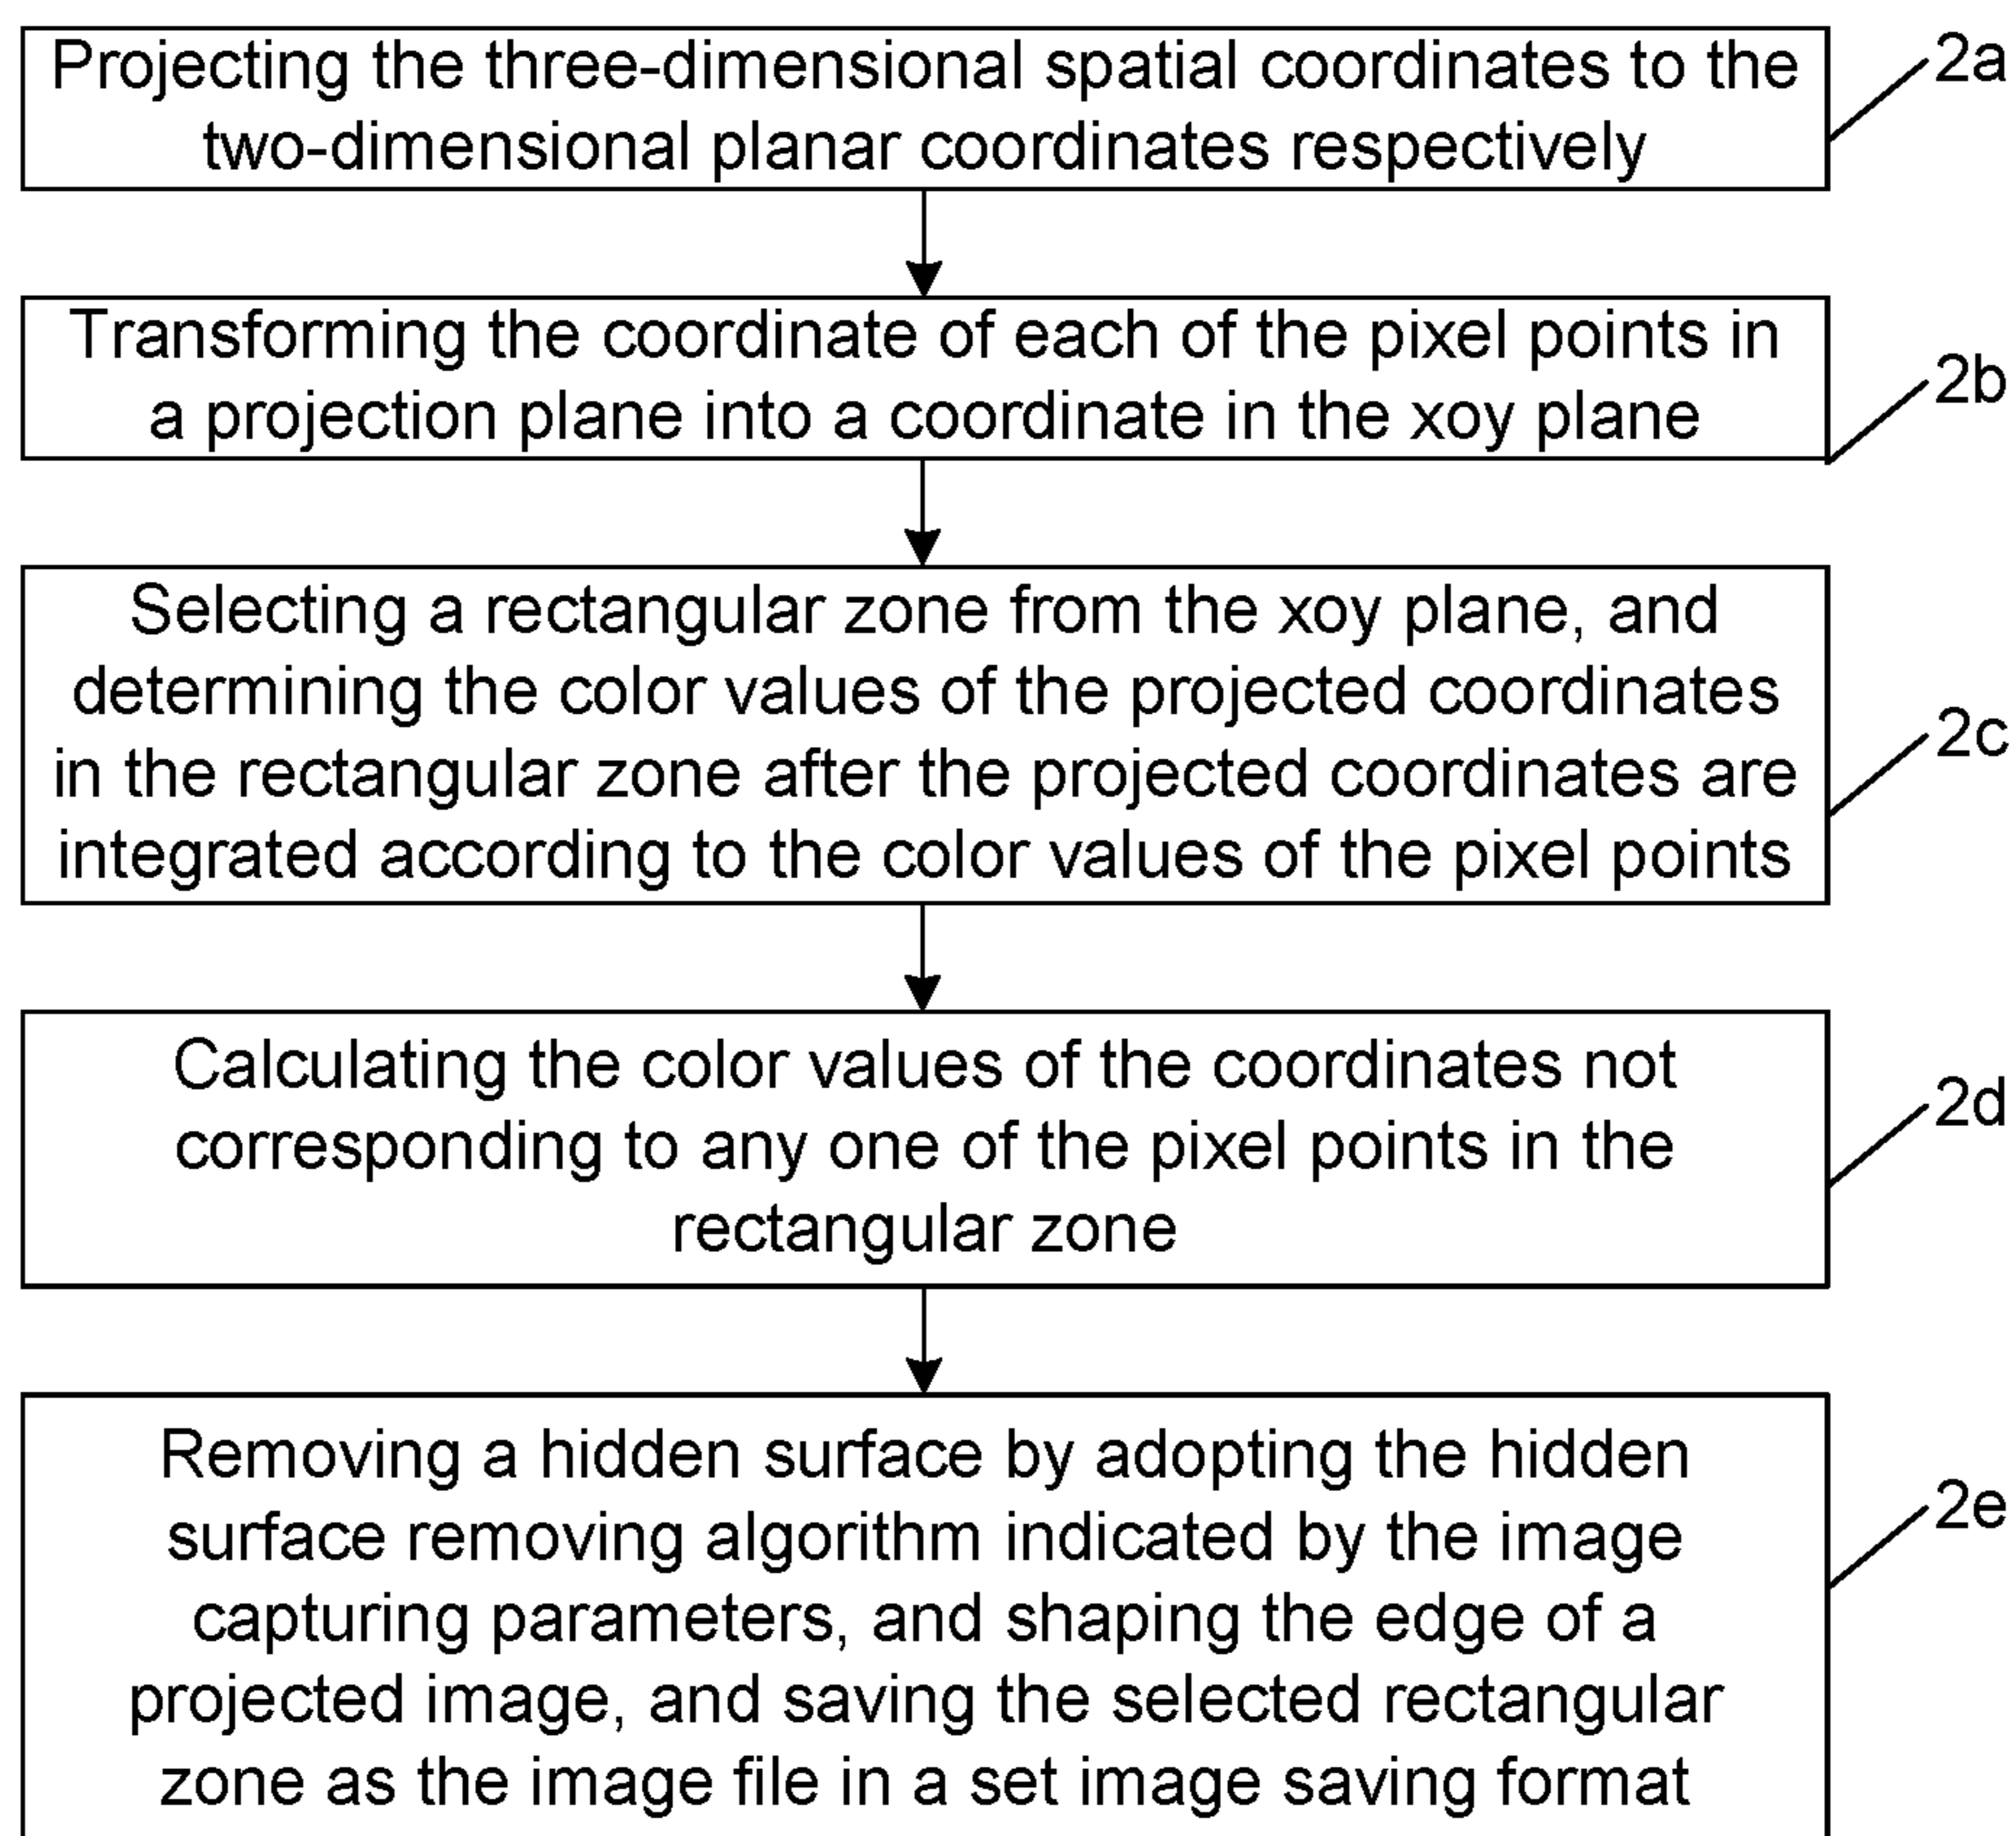 Projecting the three-dimensional spatial coordinates to the
two-dimensional planar coordinates respectively
2a
Transforming the coordinate of each of the pixel points in
a projection plane into a coordinate in the xoy plane
2b
Selecting a rectangular zone from the xoy plane, and
determining the color values of the projected coordinates
in the rectangular zone after the projected coordinates are
integrated according to the color values of the pixel points
2c
Calculating the color values of the coordinates not
corresponding to any one of the pixel points in the
rectangular zone
2d
Removing a hidden surface by adopting the hidden
surface removing algorithm indicated by the image
capturing parameters, and shaping the edge of a
projected image, and saving the selected rectangular
zone as the image file in a set image saving format
2e